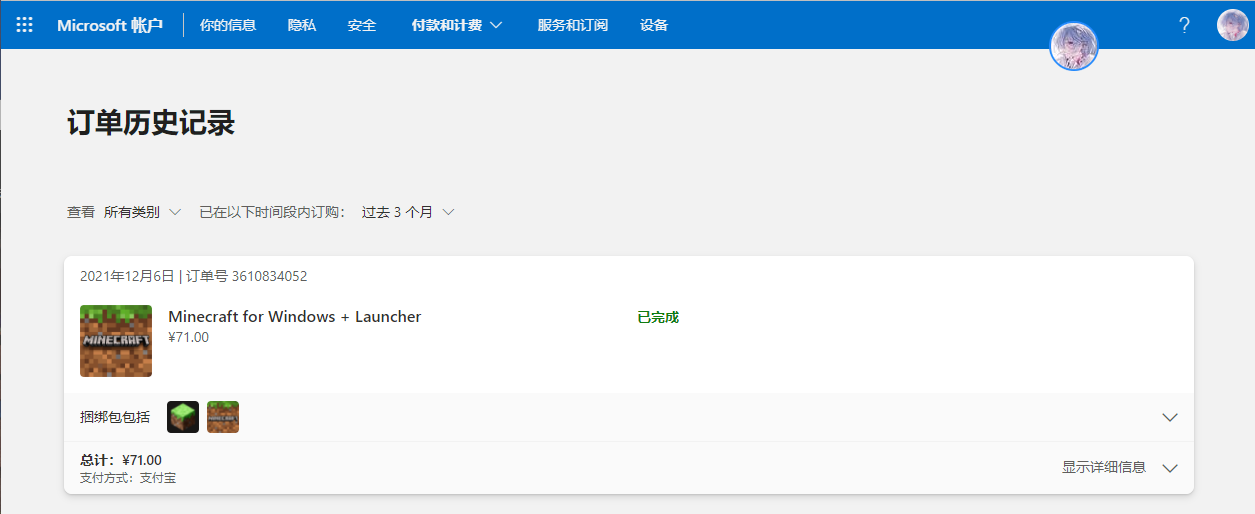 Microsoft 帐户 你的信息 隐私 安全 付款和计费 服务和订阅 设备 ?
订单历史记录
查看 所有类别 已在以下时间段内订购： 过去 3 个月
2021年12月6日 | 订单号 3610834052
Minecraft for Windows + Launcher 已完成
¥71.00
MINECRAFT
捆绑包包括 MINECRAFT
总计：¥71.00
支付方式：支付宝
显示详细信息